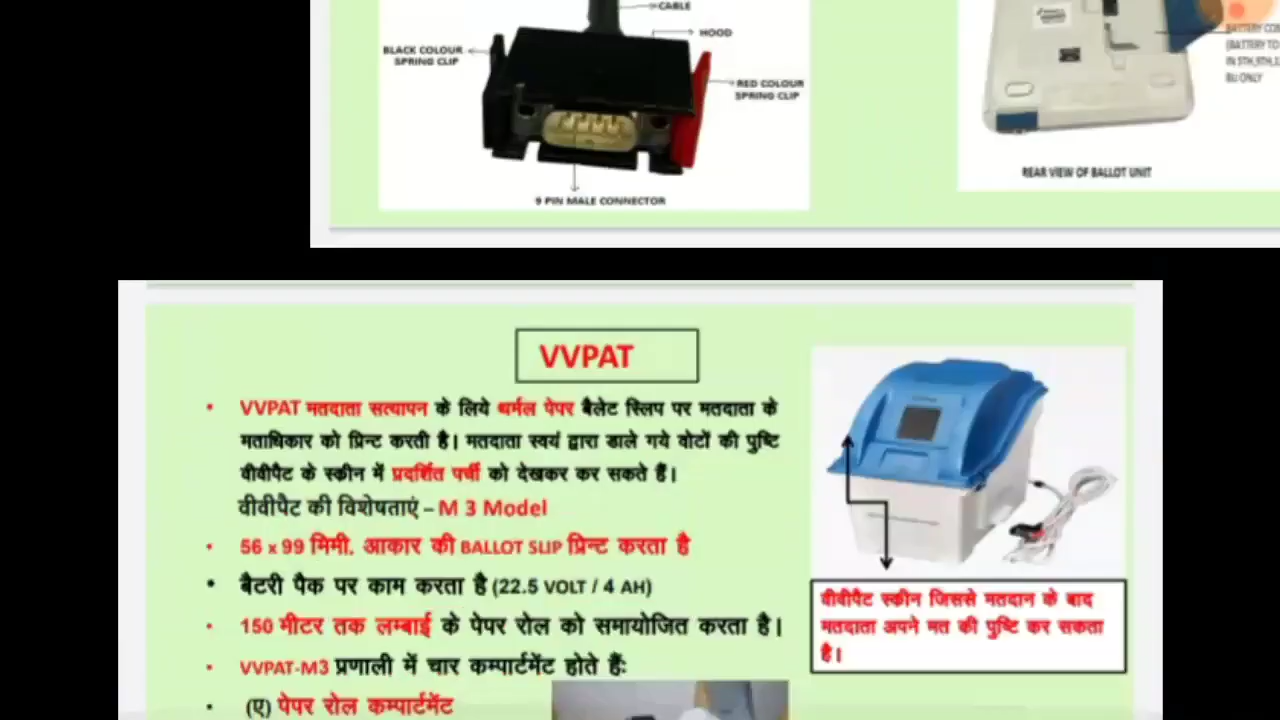 CABLE
HOOD
BLACK COLOUR
SPRING CLIP
RED COLOUR
SPRING CLIP
9 PIN MALE CONNECTOR
(BATTERY TO
BU ONLY
REAR VIEW OF BALLOT UNIT
VVPAT
• VVPAT मतदाता सत्यापन के लिये थर्मल पेपर बैलेट स्लिप पर मतदाता के
मताधिकार को प्रिन्ट करती है। मतदाता स्वयं द्वारा डाले गये वोटों की पुष्टि
वीवीपैट के स्क्रीन में प्रदर्शित पर्ची को देखकर कर सकते हैं।
वीवीपैट की विशेषताएं – M 3 Model
• 56 x 99 मिमी. आकार की BALLOT SLIP प्रिन्ट करता है
• बैटरी पैक पर काम करता है (22.5 VOLT / 4 AH)
• 150 मीटर तक लम्बाई के पेपर रोल को समायोजित करता है।
• VVPAT-M3 प्रणाली में चार कम्पार्टमेंट होते हैं:
• (ए) पेपर रोल कम्पार्टमेंट
वीवीपैट स्क्रीन जिससे मतदान के बाद
मतदाता अपने मत की पुष्टि कर सकता
है।